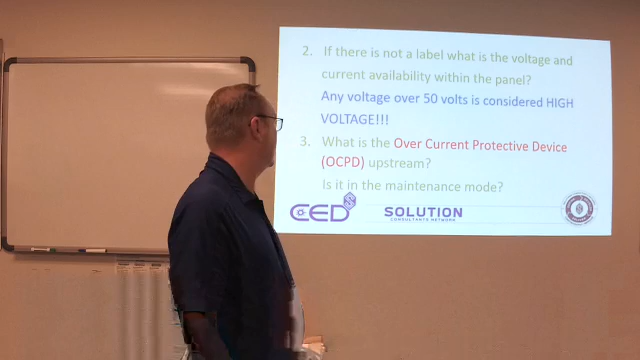 2. If there is not a label what is the voltage and
current availability within the panel?
Any voltage over 50 volts is considered HIGH
VOLTAGE!!!
3. What is the Over Current Protective Device
(OCPD) upstream?
Is it in the maintenance mode?
CED
SOLUTION
CONSULTANTS NETWORK